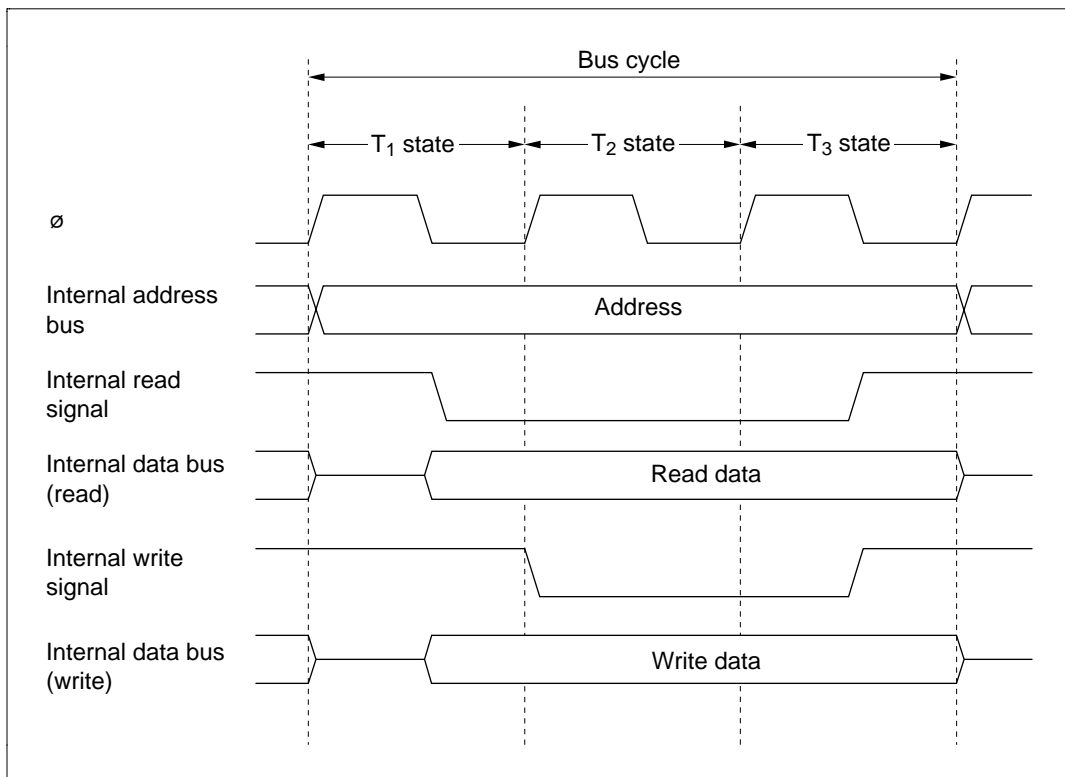 Bus cycle
T₁ state
T₂ state
T₃ state
ø
Internal address
bus
Address
Internal read
signal
Internal data bus
(read)
Read data
Internal write
signal
Internal data bus
(write)
Write data